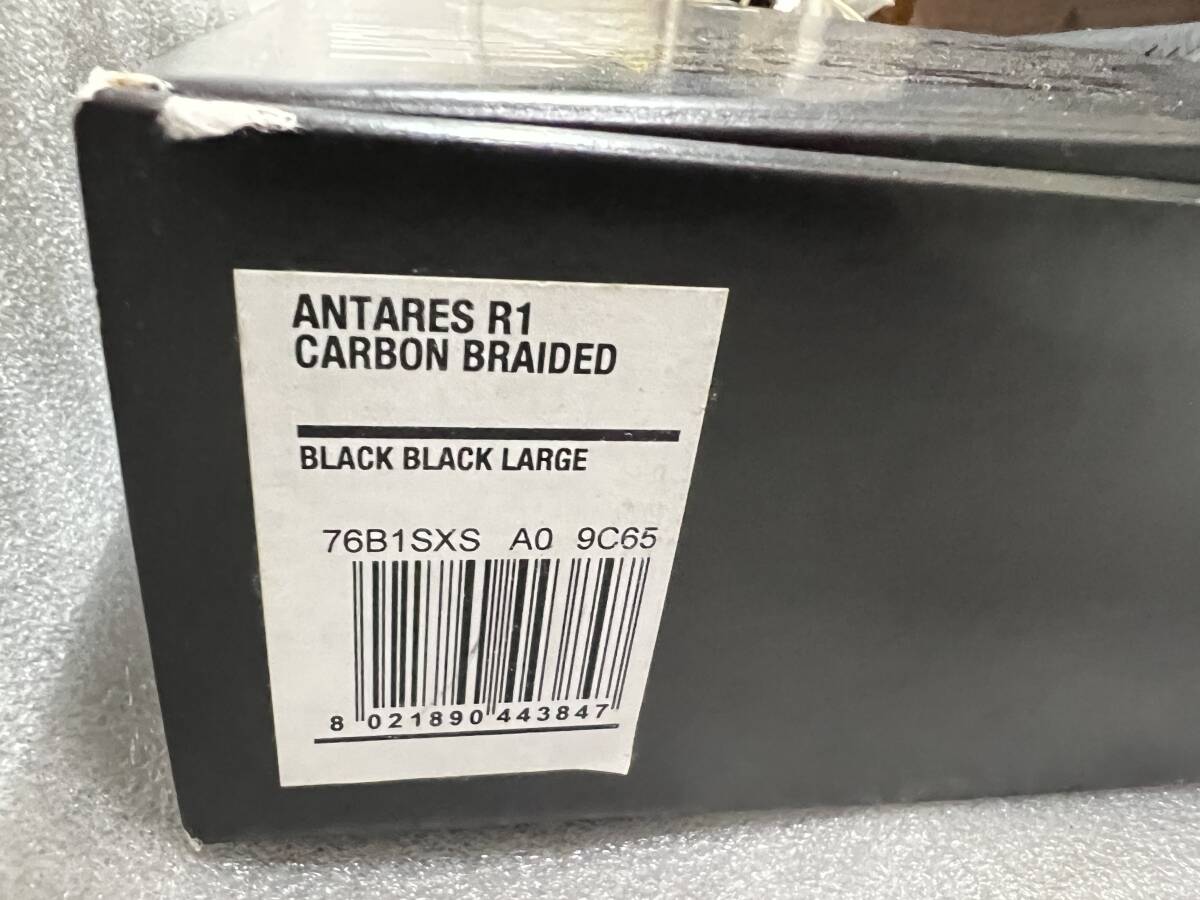 ANTARES R1
CARBON BRAIDED
BLACK BLACK LARGE
76B1SXS A0 9C65
8 021890 443847